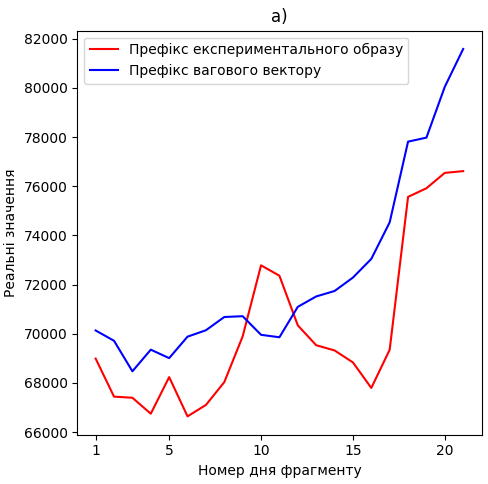 а)
Префікс експериментального образу
Префікс вагового вектору
82000
80000
78000
76000
74000
72000
70000
68000
66000
Реальні значення
1
5
10
15
20
Номер дня фрагменту